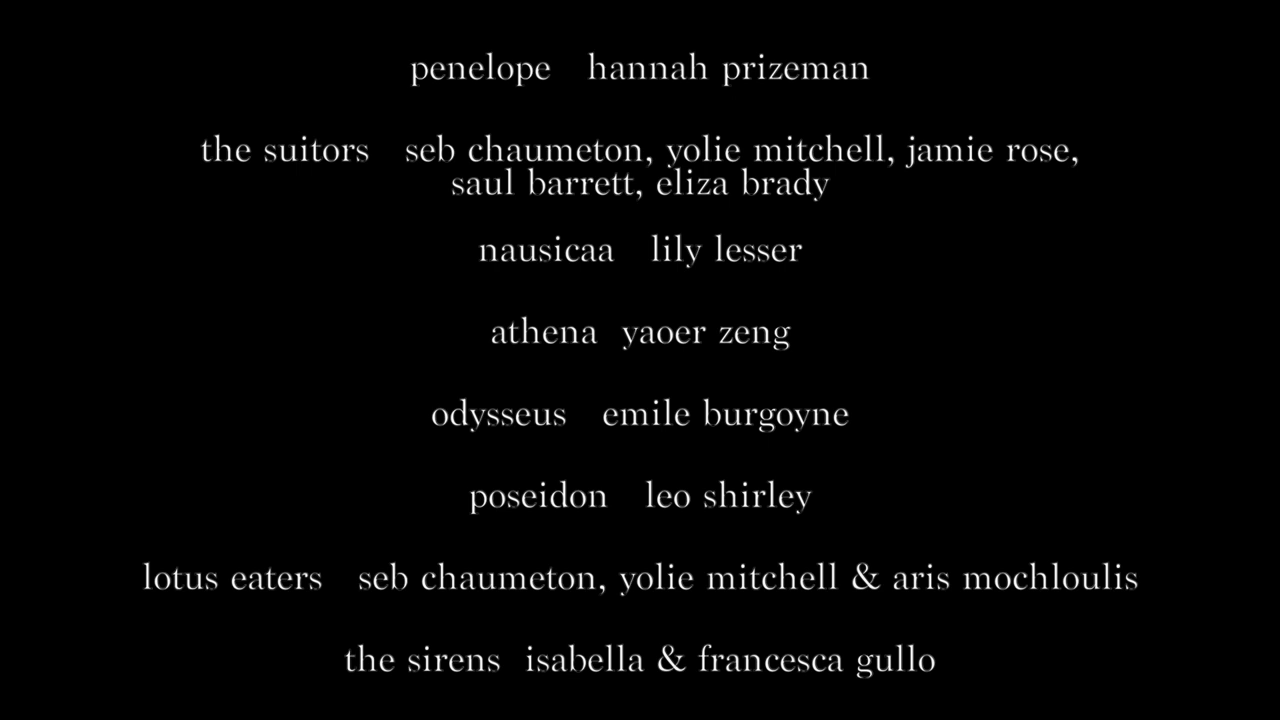 penelope hannah prizeman
the suitors seb chaumeton, yolie mitchell, jamie rose,
saul barrett, eliza brady
nausicaa lily lesser
athena yaoer zeng
odysseus emile burgoyne
poseidon leo shirley
lotus eaters seb chaumeton, yolie mitchell & aris mochloulis
the sirens isabella & francesca gullo